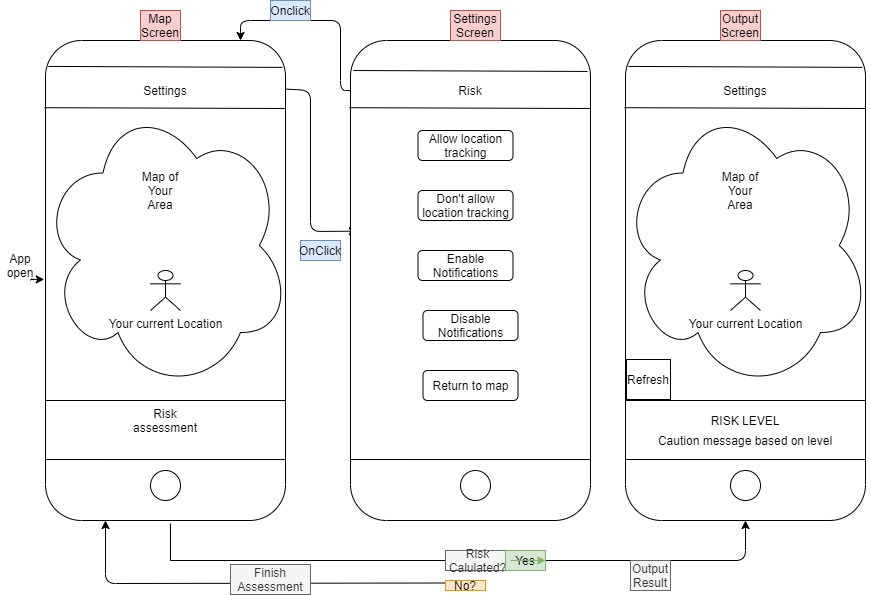 Onclick
Map
Screen
Settings
Screen
Output
Screen
Settings
Risk
Settings
Allow location
tracking
Map of
Your
Area
Map of
Your
Area
Don't allow
location tracking
OnClick
App
open
Enable
Notifications
Your current Location
Disable
Notifications
Your current Location
Return to map
Refresh
Risk
assessment
RISK LEVEL
Caution message based on level
Risk
Calulated?
Yes
Finish
Assessment
No?
Output
Result